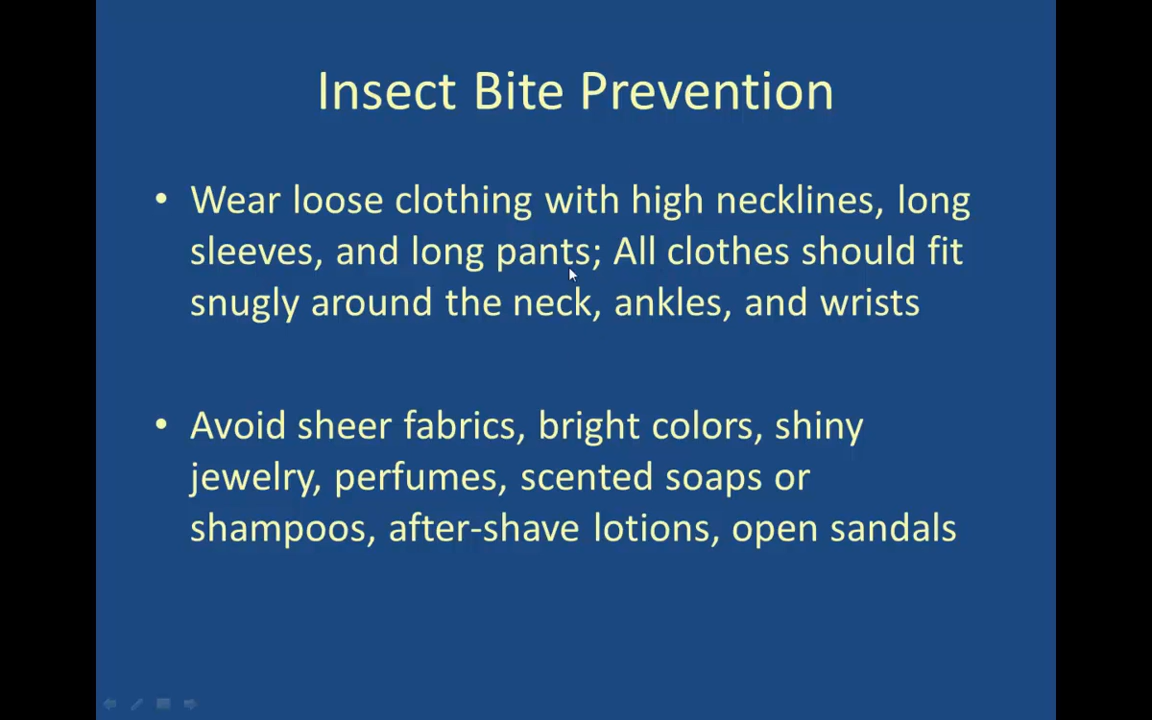 Insect Bite Prevention
• Wear loose clothing with high necklines, long
sleeves, and long pants; All clothes should fit
snugly around the neck, ankles, and wrists
• Avoid sheer fabrics, bright colors, shiny
jewelry, perfumes, scented soaps or
shampoos, after-shave lotions, open sandals